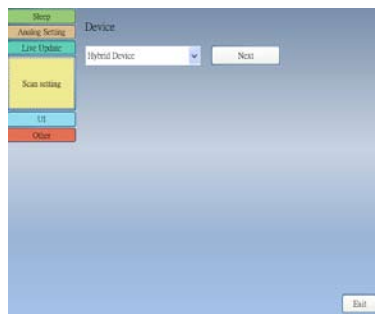 Sleep
Analog Setting
Live Update
Scan setting
UI
Other
Device
Hybrid Device
Next
Exit